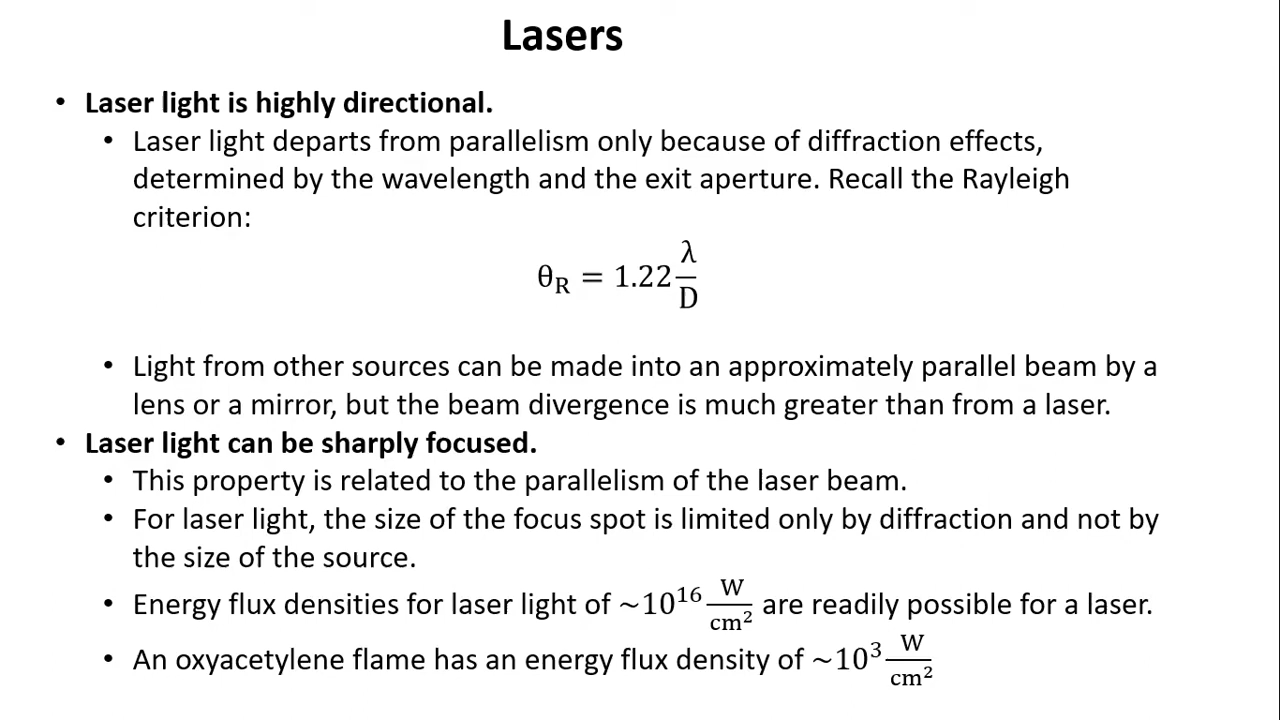 Lasers
• Laser light is highly directional.
• Laser light departs from parallelism only because of diffraction effects,
determined by the wavelength and the exit aperture. Recall the Rayleigh
criterion:
θ_R = 1.22 λ/D
• Light from other sources can be made into an approximately parallel beam by a
lens or a mirror, but the beam divergence is much greater than from a laser.
• Laser light can be sharply focused.
• This property is related to the parallelism of the laser beam.
• For laser light, the size of the focus spot is limited only by diffraction and not by
the size of the source.
• Energy flux densities for laser light of ~10¹⁶ W/cm² are readily possible for a laser.
• An oxyacetylene flame has an energy flux density of ~10³ W/cm²